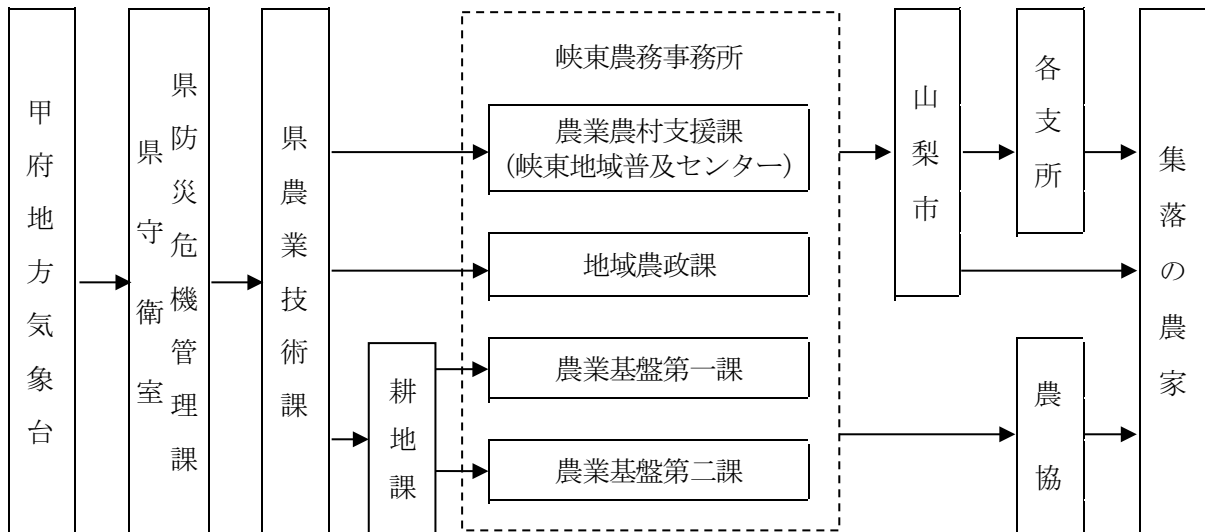 甲府地方気象台
県防災危機管理課
県守衛室
県農業技術課
耕地課
峡東農務事務所
農業農村支援課
(峡東地域普及センター)
地域農政課
農業基盤第一課
農業基盤第二課
山梨市
各支所
農協
集落の農家